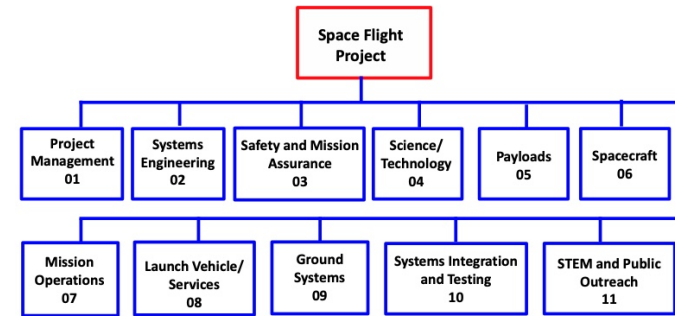 Space Flight
Project
Project
Management
01
Systems
Engineering
02
Safety and Mission
Assurance
03
Science/
Technology
04
Payloads
05
Spacecraft
06
Mission
Operations
07
Launch Vehicle/
Services
08
Ground
Systems
09
Systems Integration
and Testing
10
STEM and Public
Outreach
11